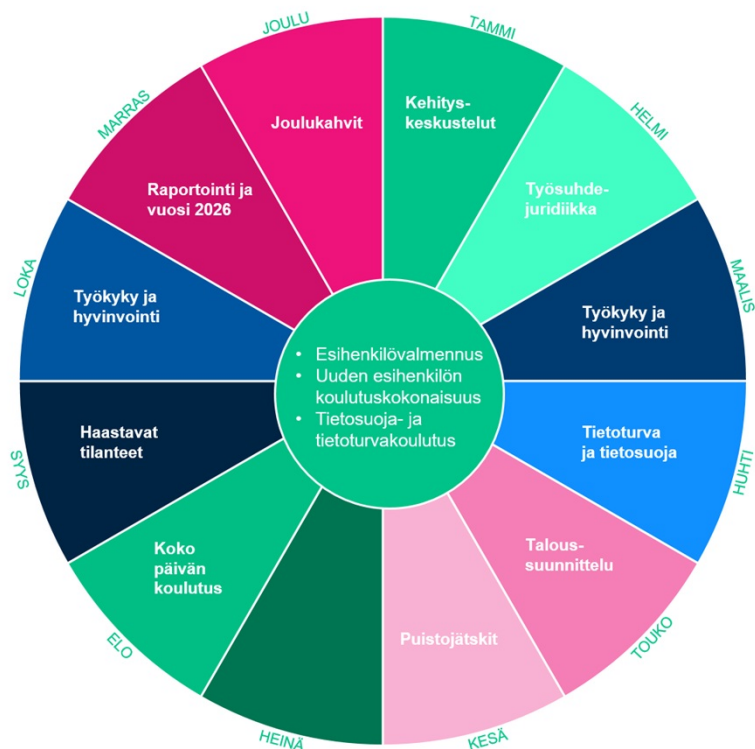 JOULU
TAMMI
MARRAS
HELMI
Joulukahvit
Kehitys-
keskustelut
Raportointi ja
vuosi 2026
Työsuhde-
juridiikka
LOKA
MAALIS
Työkyky ja
hyvinvointi
Työkyky ja
hyvinvointi
• Esihenkilövalmennus
• Uuden esihenkilön
koulutuskokonaisuus
• Tietosuoja- ja
tietoturvakoulutus
Haastavat
tilanteet
Tietoturva
ja tietosuoja
SYYS
HUHTI
Koko
päivän
koulutus
Talous-
suunnittelu
Puistojätskit
ELO
TOUKO
HEINÄ
KESÄ